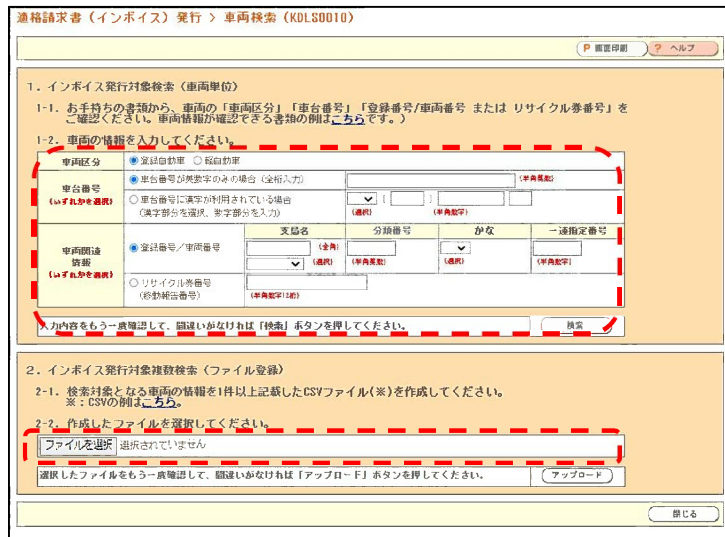 適格請求書（インボイス）発行 > 車両検索（KDLS0010）
P 画面印刷 ? ヘルプ
1．インボイス発行対象検索（車両単位）
1-1．お手持ちの書類から、車両の「車両区分」「車台番号」「登録番号/車両番号 または リサイクル券番号」を
ご確認ください。車両情報が確認できる書類の例はこちらです。）
1-2．車両の情報を入力してください。
車両区分 登録自動車 軽自動車
車台番号
(いずれかを選択)
車台番号が英数字のみの場合（全桁入力） (半角英数)
車台番号に漢字が利用されている場合
（漢字部分を選択、数字部分を入力） [ ]
(選択) (半角数字)
車両関連
情報
(いずれかを選択)
支局名 分類番号 かな 一連指定番号
登録番号／車両番号 (全角)
(選択) (半角英数) (選択) (半角数字)
リサイクル券番号
（移動報告番号） (半角数字12桁)
入力内容をもう一度確認して、間違いがなければ「検索」ボタンを押してください。 検索
2．インボイス発行対象複数検索（ファイル登録）
2-1．検索対象となる車両の情報を1件以上記載したCSVファイル(※)を作成してください。
※：CSVの例はこちら。
2-2．作成したファイルを選択してください。
ファイルを選択 選択されていません
選択したファイルをもう一度確認して、間違いがなければ「アップロード」ボタンを押してください。 アップロード
閉じる